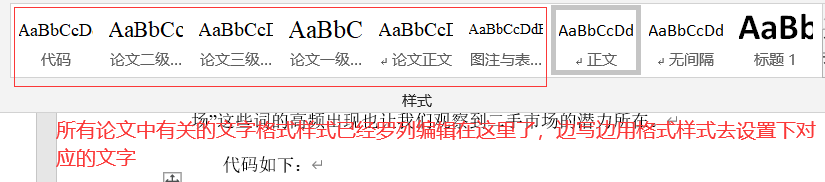 AaBbCcD AaBbCcI AaBbCcI AaBbC AaBbCcD AaBbCcDdE AaBbCcDd AaBbCcDd AaBb
代码 论文二级... 论文三级... 论文一级... ↲ 论文正文 图注与表... ↲ 正文 ↲ 无间隔 标题 1
样式
场”这些词的高频出现也让我们观察到二手市场的潜力所在。
所有论文中有关的文字格式样式已经罗列编辑在这里了，边写边用格式样式去设置下对
应的文字
代码如下：